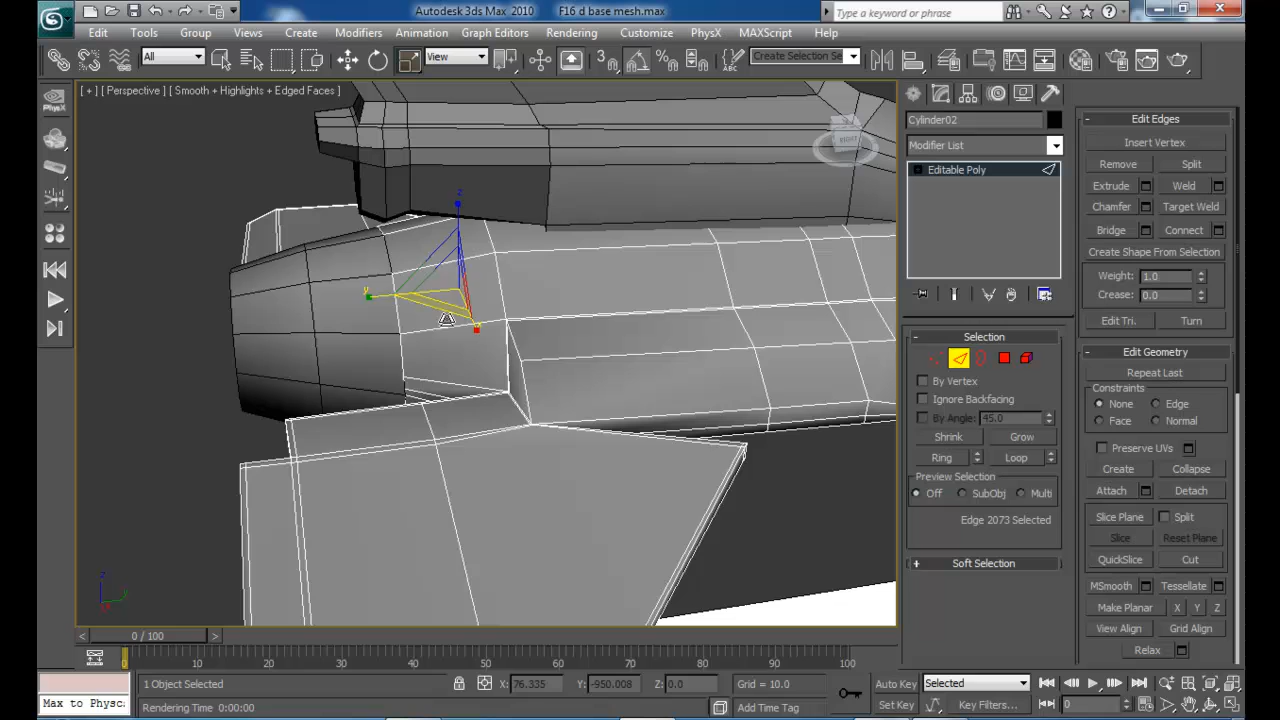 Autodesk 3ds Max 2010 F16 d base mesh.max
Type a keyword or phrase
Edit Tools Group Views Create Modifiers Animation Graph Editors Rendering Customize PhysX MAXScript Help
All
View
3
Create Selection Se
[ + ] [ Perspective ] [ Smooth + Highlights + Edged Faces ]
PhysX
RIGHT
z
y
z
y
Cylinder02
Modifier List
Editable Poly
- Selection
By Vertex
Ignore Backfacing
By Angle: 45.0
Shrink Grow
Ring Loop
Preview Selection
Off SubObj Multi
Edge 2073 Selected
+ Soft Selection
- Edit Edges
Insert Vertex
Remove Split
Extrude Weld
Chamfer Target Weld
Bridge Connect
Create Shape From Selection
Weight: 1.0
Crease: 0.0
Edit Tri. Turn
- Edit Geometry
Repeat Last
Constraints
None Edge
Face Normal
Preserve UVs
Create Collapse
Attach Detach
Slice Plane Split
Slice Reset Plane
QuickSlice Cut
MSmooth Tessellate
Make Planar X Y Z
View Align Grid Align
Relax
< 0 / 100 >
0 10 20 30 40 50 60 70 80 90 100
1 Object Selected X: 76.335 Y: -950.008 Z: 0.0 Grid = 10.0 Auto Key Selected
Max to Physc: Rendering Time 0:00:00 Add Time Tag Set Key Key Filters... 0